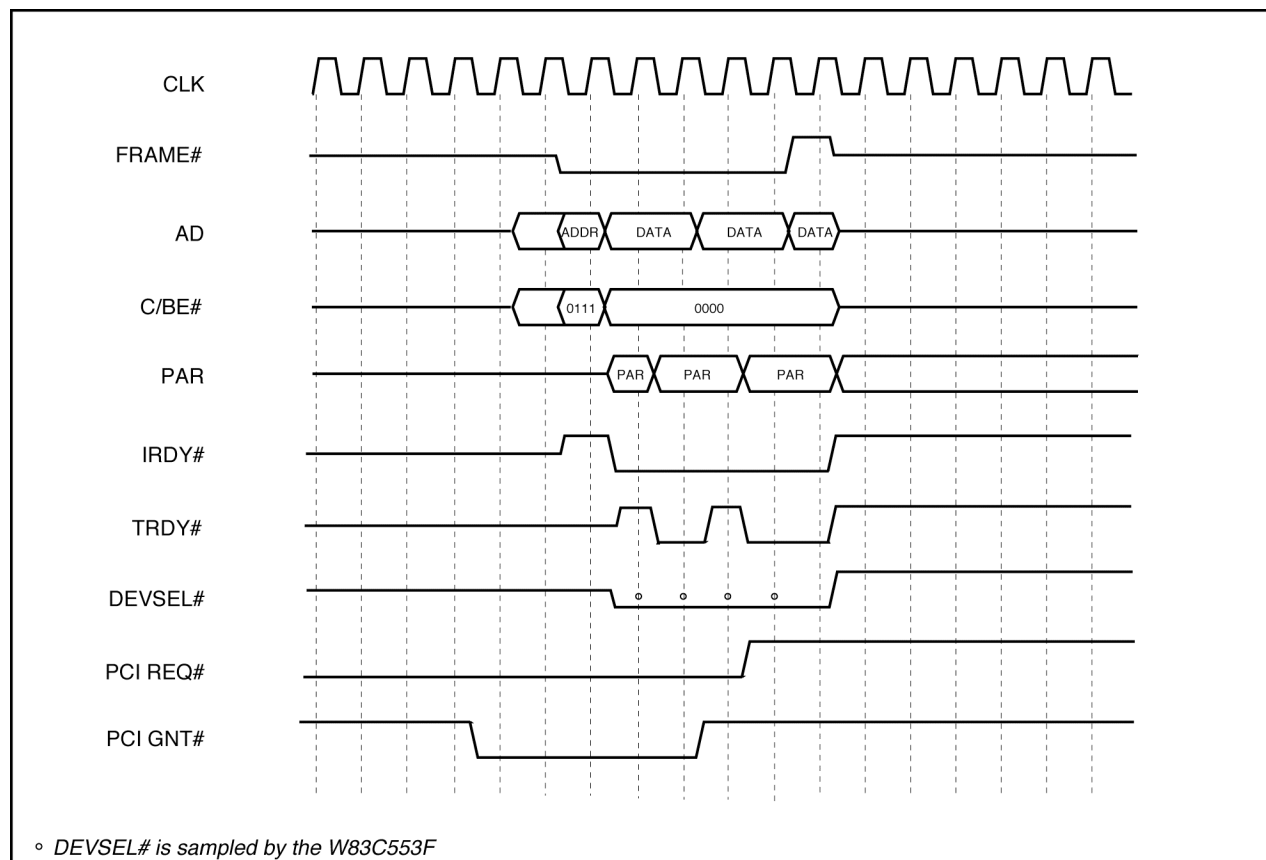 CLK
FRAME#
AD
ADDR DATA DATA DATA
C/BE#
0111 0000
PAR
PAR PAR PAR
IRDY#
TRDY#
DEVSEL#
PCI REQ#
PCI GNT#
DEVSEL# is sampled by the W83C553F